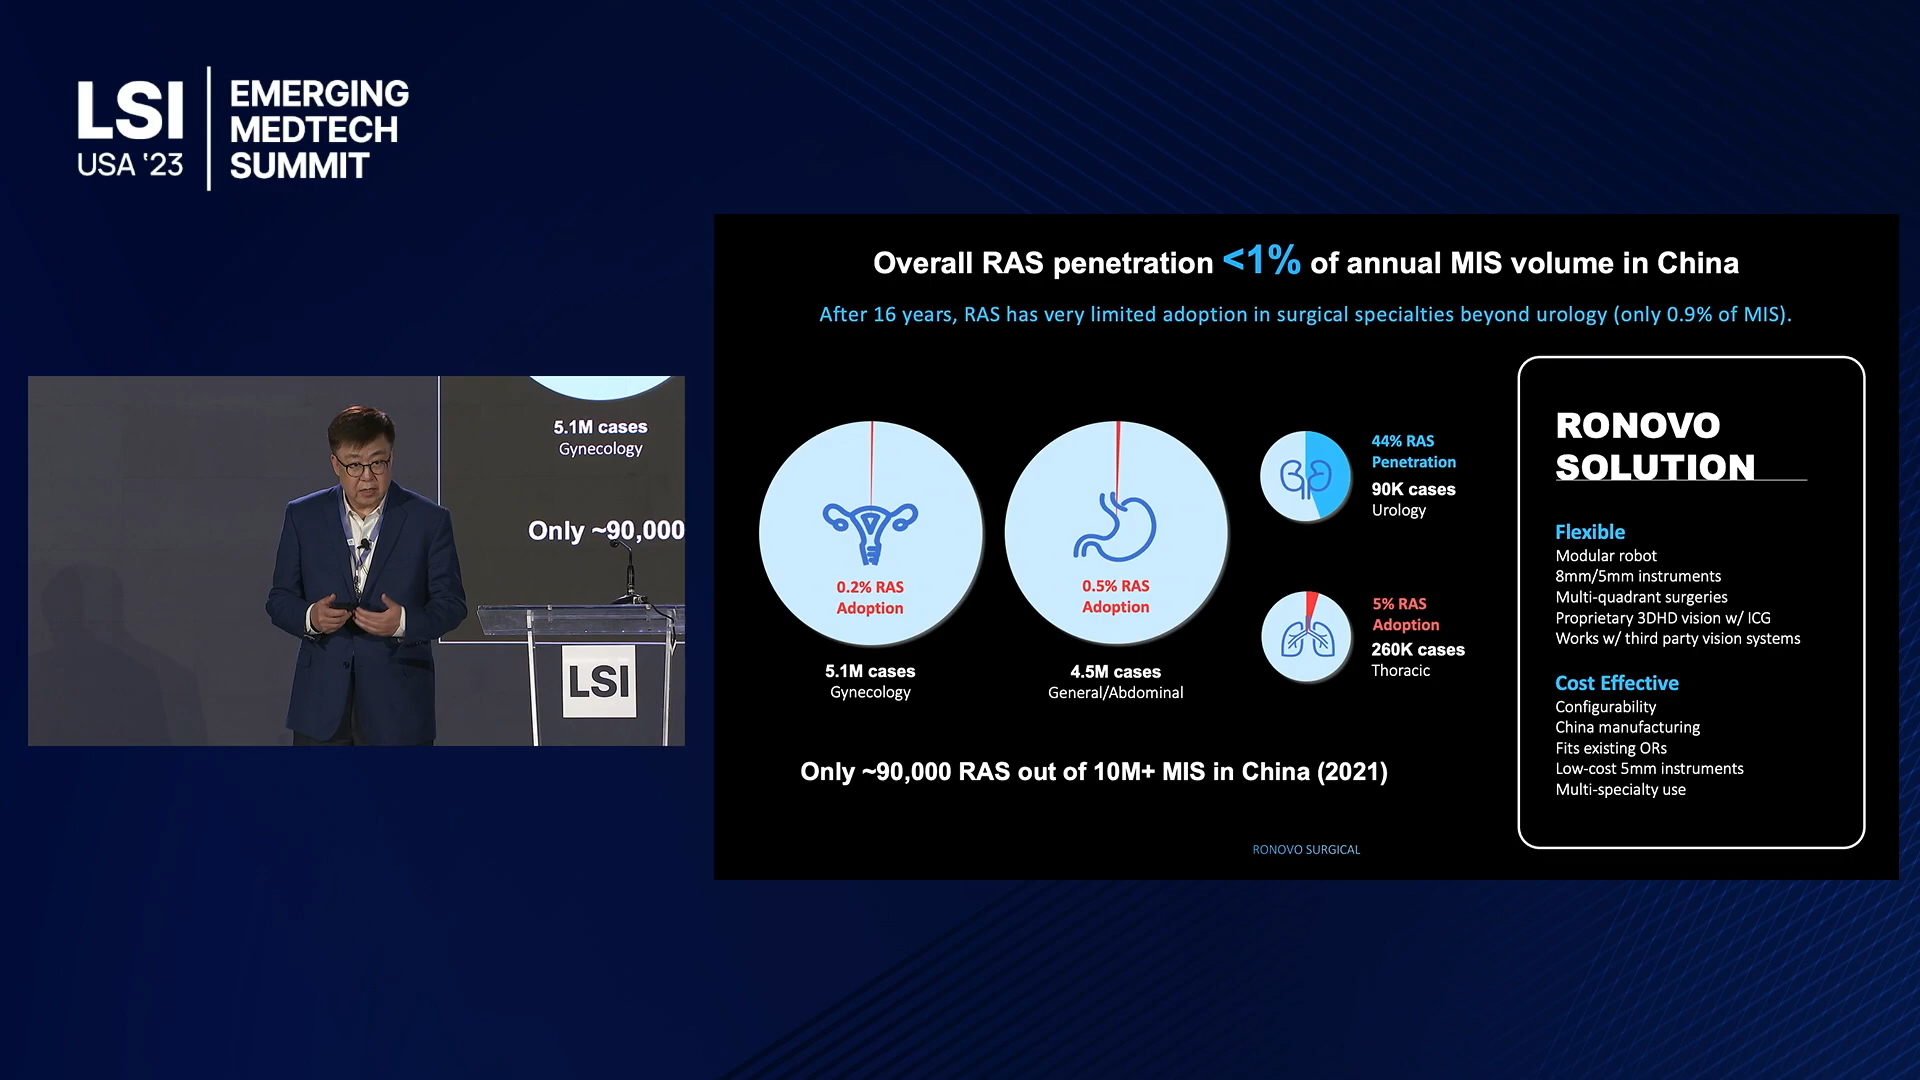 LSI
USA '23
EMERGING
MEDTECH
SUMMIT
5.1M cases
Gynecology
Only ~90,000
LSI
Overall RAS penetration <1% of annual MIS volume in China
After 16 years, RAS has very limited adoption in surgical specialties beyond urology (only 0.9% of MIS).
0.2% RAS
Adoption
5.1M cases
Gynecology
0.5% RAS
Adoption
4.5M cases
General/Abdominal
44% RAS
Penetration
90K cases
Urology
5% RAS
Adoption
260K cases
Thoracic
Only ~90,000 RAS out of 10M+ MIS in China (2021)
RONOVO SURGICAL
RONOVO
SOLUTION
Flexible
Modular robot
8mm/5mm instruments
Multi-quadrant surgeries
Proprietary 3DHD vision w/ ICG
Works w/ third party vision systems
Cost Effective
Configurability
China manufacturing
Fits existing ORs
Low-cost 5mm instruments
Multi-specialty use